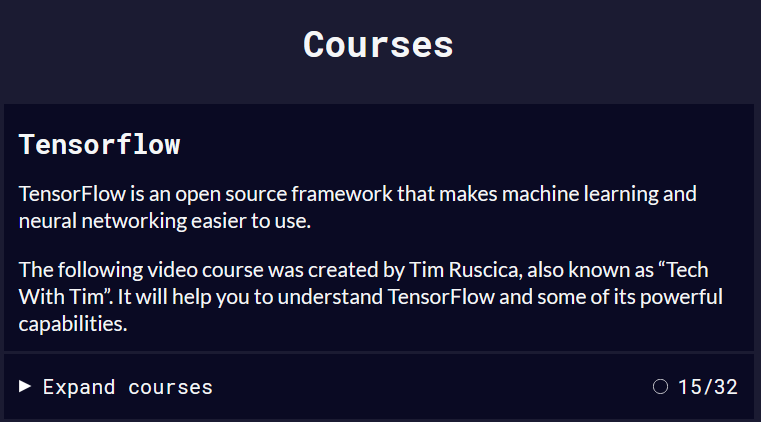 Courses
Tensorflow
TensorFlow is an open source framework that makes machine learning and
neural networking easier to use.
The following video course was created by Tim Ruscica, also known as “Tech
With Tim”. It will help you to understand TensorFlow and some of its powerful
capabilities.
Expand courses 15/32